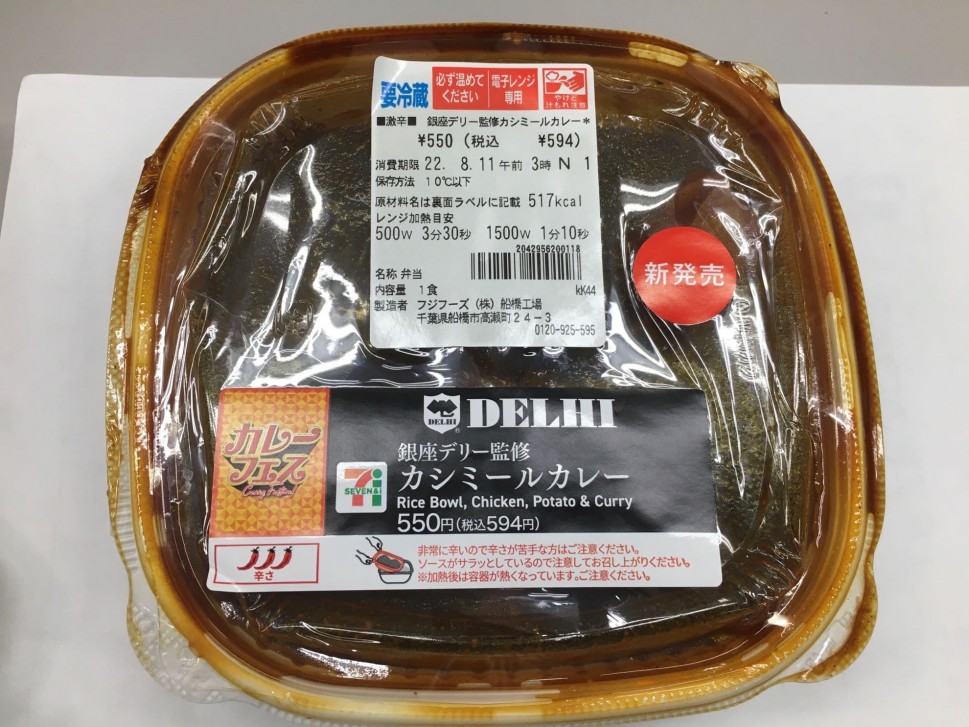 要冷蔵
必ず温めて
ください
電子レンジ
専用
やけど
汁もれ注意
■激辛■ 銀座デリー監修カシミールカレー*
¥550 (税込 ¥594)
消費期限 22. 8.11午前 3時 N 1
保存方法 10℃以下
原材料名は裏面ラベルに記載 517kcal
レンジ加熱目安
500W 3分30秒 1500W 1分10秒
2042956200118
名称 弁当
内容量 1食 kK44
製造者 フジフーズ (株) 船橋工場
千葉県船橋市高瀬町24-3
0120-925-595
新発売
カレー
フェス
Curry Festival
DELHI
DELHI
銀座デリー監修
カシミールカレー
SEVEN&i
Rice Bowl, Chicken, Potato & Curry
550円(税込594円)
辛さ
非常に辛いので辛さが苦手な方はご注意ください。
ソースがサラッとしているので注意してお召し上がりください。
※加熱後は容器が熱くなっています。ご注意ください。